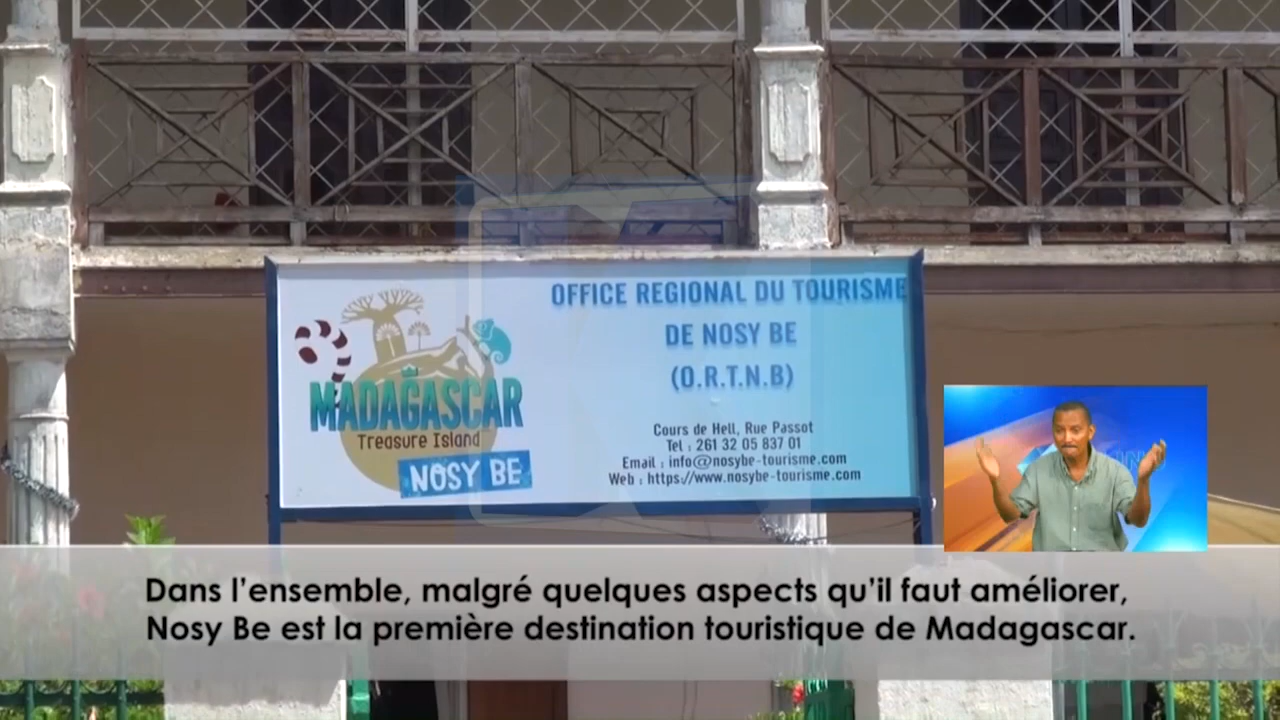 OFFICE REGIONAL DU TOURISME
DE NOSY BE
(O.R.T.N.B)
MADAGASCAR
Treasure Island
NOSY BE
Cours de Hell, Rue Passot
Tel : 261 32 05 837 01
Email : info@nosybe-tourisme.com
Web : https://www.nosybe-tourisme.com
Dans l'ensemble, malgré quelques aspects qu'il faut améliorer,
Nosy Be est la première destination touristique de Madagascar.